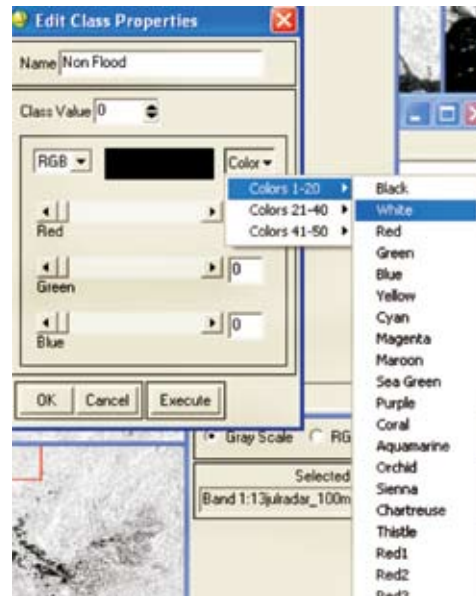 Edit Class Properties
Name Non Flood
Class Value 0
RGB
Color
Colors 1-20
Colors 21-40
Colors 41-50
Red
Green
0
Blue
0
OK
Cancel
Execute
Black
White
Red
Green
Blue
Yellow
Cyan
Magenta
Maroon
Sea Green
Purple
Coral
Aquamarine
Orchid
Sienna
Chartreuse
Thistle
Red1
Red2
Red3
Gray Scale
RG
Selected
Band 1:13julradar_100m